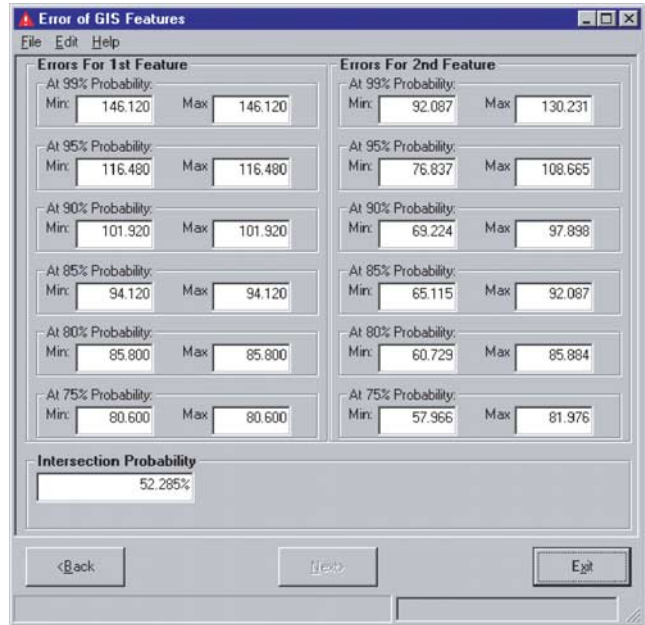 Error of GIS Features
File Edit Help
Errors For 1st Feature
At 99% Probability:
Min: 146.120 Max 146.120
At 95% Probability:
Min: 116.480 Max 116.480
At 90% Probability:
Min: 101.920 Max 101.920
At 85% Probability:
Min: 94.120 Max 94.120
At 80% Probability:
Min: 85.800 Max 85.800
At 75% Probability:
Min: 80.600 Max 80.600
Errors For 2nd Feature
At 99% Probability:
Min: 92.087 Max 130.231
At 95% Probability:
Min: 76.837 Max 108.665
At 90% Probability:
Min: 69.224 Max 97.898
At 85% Probability:
Min: 65.115 Max 92.087
At 80% Probability:
Min: 60.729 Max 85.884
At 75% Probability:
Min: 57.966 Max 81.976
Intersection Probability
52.285%
<Back Next> Exit